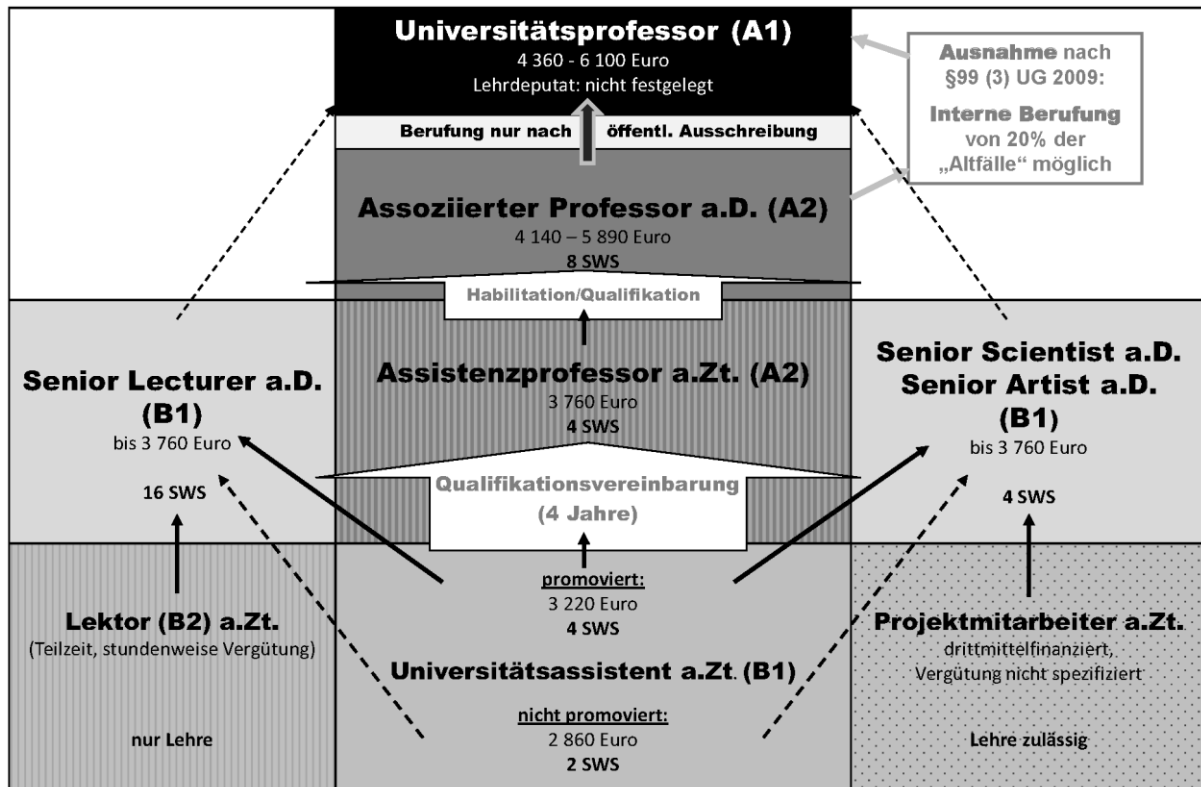 Universitätsprofessor (A1)
4 360 - 6 100 Euro
Lehrdeputat: nicht festgelegt
Ausnahme nach
§99 (3) UG 2009:
Interne Berufung
von 20% der
„Altfälle“ möglich
Berufung nur nach öffentl. Ausschreibung
Assoziierter Professor a.D. (A2)
4 140 – 5 890 Euro
8 SWS
Habilitation/Qualifikation
Senior Lecturer a.D.
(B1)
bis 3 760 Euro
16 SWS
Assistenzprofessor a.Zt. (A2)
3 760 Euro
4 SWS
Senior Scientist a.D.
Senior Artist a.D.
(B1)
bis 3 760 Euro
4 SWS
Qualifikationsvereinbarung
(4 Jahre)
Lektor (B2) a.Zt.
(Teilzeit, stundenweise Vergütung)
nur Lehre
promoviert:
3 220 Euro
4 SWS
Universitätsassistent a.Zt. (B1)
nicht promoviert:
2 860 Euro
2 SWS
Projektmitarbeiter a.Zt.
drittmittelfinanziert,
Vergütung nicht spezifiziert
Lehre zulässig